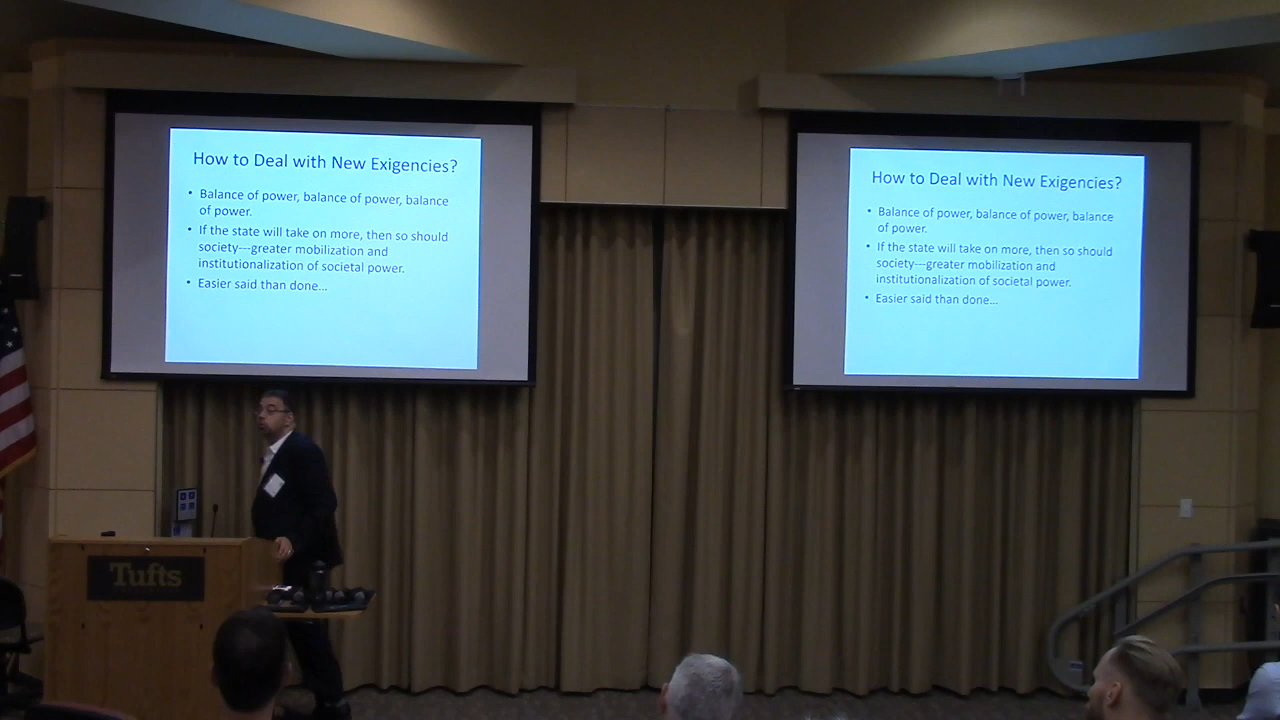 How to Deal with New Exigencies?
• Balance of power, balance of power, balance
of power.
• If the state will take on more, then so should
society---greater mobilization and
institutionalization of societal power.
• Easier said than done...
How to Deal with New Exigencies?
• Balance of power, balance of power, balance
of power.
• If the state will take on more, then so should
society---greater mobilization and
institutionalization of societal power.
• Easier said than done...
Tufts